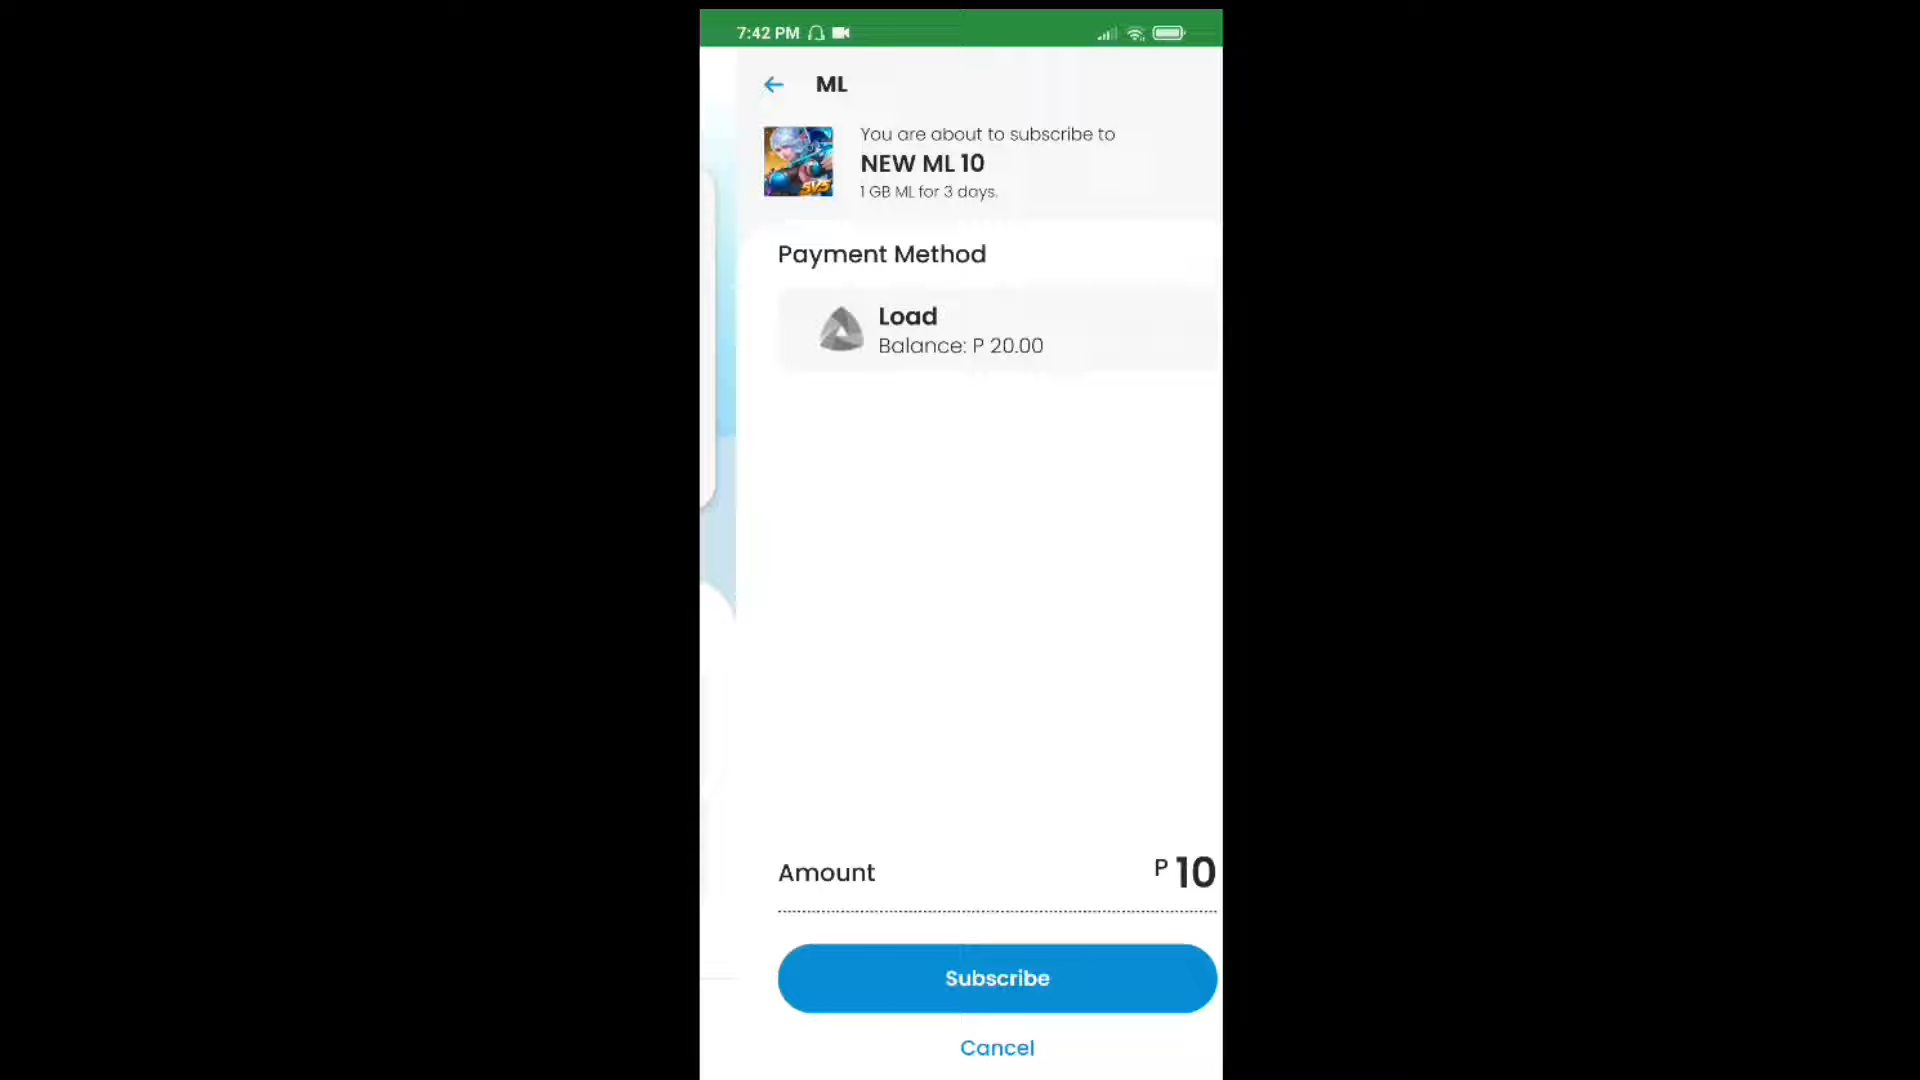 7:42 PM
ML
You are about to subscribe to
NEW ML 10
5V5
1 GB ML for 3 days.
Payment Method
Load
Balance: P 20.00
Amount
P 10
Subscribe
Cancel